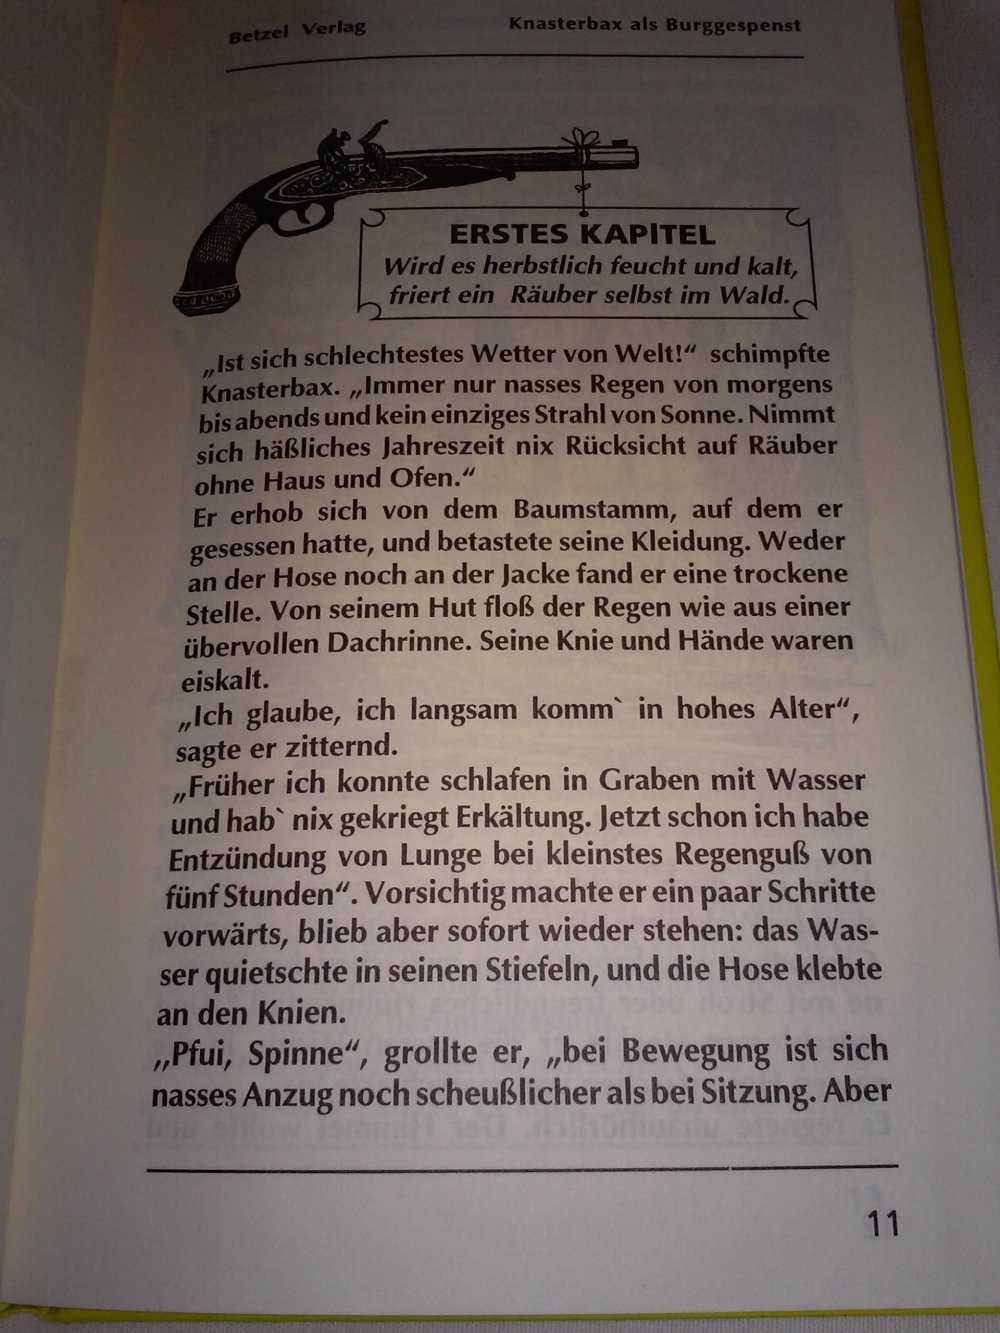 Betzel Verlag Knasterbax als Burggespenst
ERSTES KAPITEL
Wird es herbstlich feucht und kalt,
friert ein Räuber selbst im Wald.
„Ist sich schlechtestes Wetter von Welt!“ schimpfte
Knasterbax. „Immer nur nasses Regen von morgens
bis abends und kein einziges Strahl von Sonne. Nimmt
sich häßliches Jahreszeit nix Rücksicht auf Räuber
ohne Haus und Ofen.“
Er erhob sich von dem Baumstamm, auf dem er
gesessen hatte, und betastete seine Kleidung. Weder
an der Hose noch an der Jacke fand er eine trockene
Stelle. Von seinem Hut floß der Regen wie aus einer
übervollen Dachrinne. Seine Knie und Hände waren
eiskalt.
„Ich glaube, ich langsam komm` in hohes Alter“,
sagte er zitternd.
„Früher ich konnte schlafen in Graben mit Wasser
und hab` nix gekriegt Erkältung. Jetzt schon ich habe
Entzündung von Lunge bei kleinstes Regenguß von
fünf Stunden“. Vorsichtig machte er ein paar Schritte
vorwärts, blieb aber sofort wieder stehen: das Was-
ser quietschte in seinen Stiefeln, und die Hose klebte
an den Knien.
,,Pfui, Spinne“, grollte er, „bei Bewegung ist sich
nasses Anzug noch scheußlicher als bei Sitzung. Aber
11